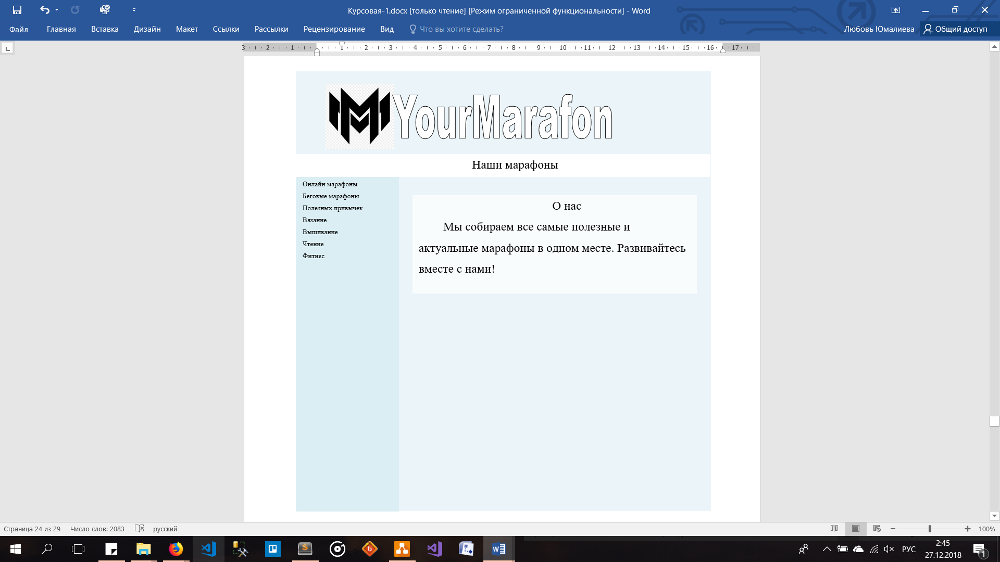 Курсовая-1.docx [только чтение] [Режим ограниченной функциональности] - Word
Файл Главная Вставка Дизайн Макет Ссылки Рассылки Рецензирование Вид Что вы хотите сделать? Любовь Юмалиева Общий доступ
3 2 1 1 2 3 4 5 6 7 8 9 10 11 12 13 14 15 16 17
YourMarafon
Наши марафоны
Онлайн марафоны
Беговые марафоны
Полезных привычек
Вязание
Вышивание
Чтение
Фитнес
О нас
Мы собираем все самые полезные и
актуальные марафоны в одном месте. Развивайтесь
вместе с нами!
Страница 24 из 29 Число слов: 2083 русский 100%
РУС
2:45
27.12.2018
1